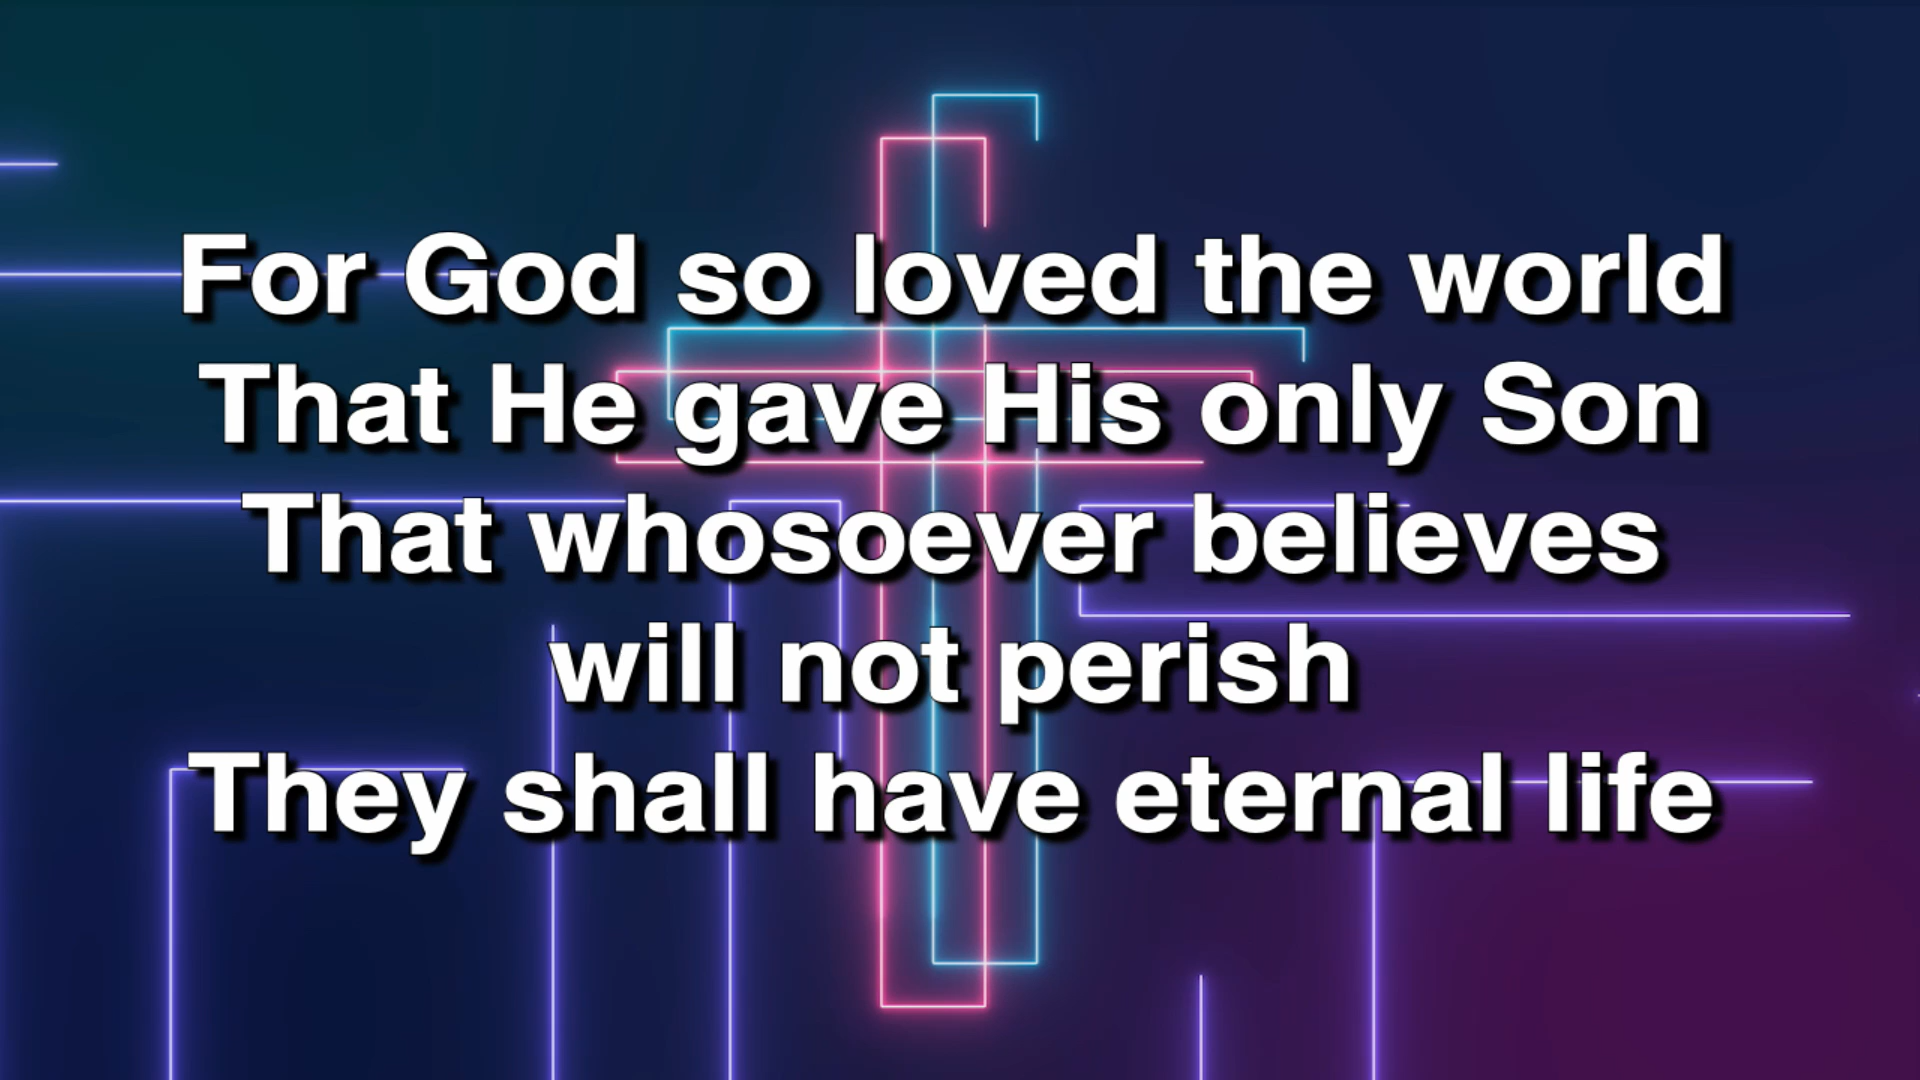 For God so loved the world
That He gave His only Son
That whosoever believes
will not perish
They shall have eternal life